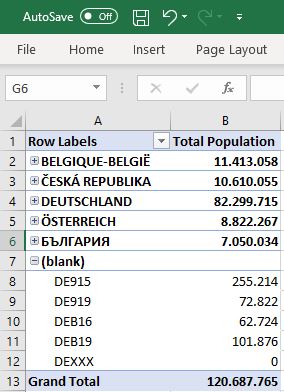 AutoSave Off
File Home Insert Page Layout
G6 fx
A B
1 Row Labels Total Population
2 BELGIQUE-BELGIË 11.413.058
3 ČESKÁ REPUBLIKA 10.610.055
4 DEUTSCHLAND 82.299.715
5 ÖSTERREICH 8.822.267
6 БЪЛГАРИЯ 7.050.034
7 (blank)
8 DE915 255.214
9 DE919 72.822
10 DEB16 62.724
11 DEB19 101.876
12 DEXXX 0
13 Grand Total 120.687.765